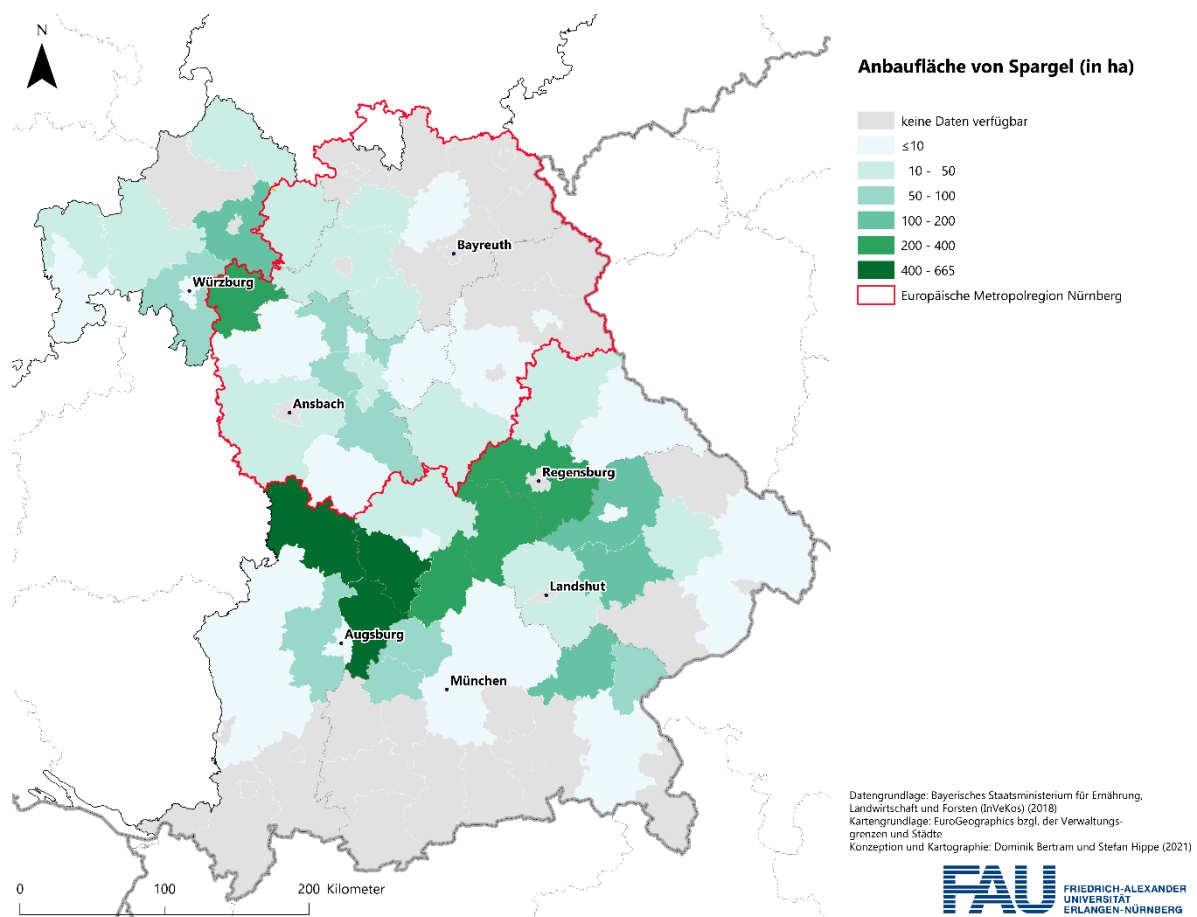 N
Anbaufläche von Spargel (in ha)
keine Daten verfügbar
≤10
10 - 50
50 - 100
100 - 200
200 - 400
400 - 665
Europäische Metropolregion Nürnberg
Bayreuth
Würzburg
Ansbach
Regensburg
Landshut
Augsburg
München
Datengrundlage: Bayerisches Staatsministerium für Ernährung,
Landwirtschaft und Forsten (InVeKos) (2018)
Kartengrundlage: EuroGeographics bzgl. der Verwaltungs-
grenzen und Städte
Konzeption und Kartographie: Dominik Bertram und Stefan Hippe (2021)
0 100 200 Kilometer
FAU
FRIEDRICH-ALEXANDER
UNIVERSITÄT
ERLANGEN-NÜRNBERG